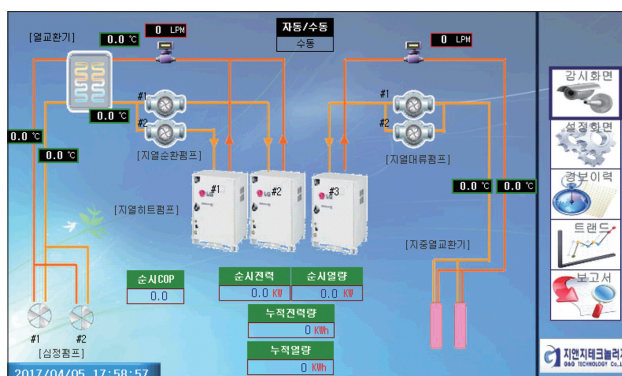 [열교환기]
0.0 ℃
0 LPM
자동/수동
수동
0 LPM
#1
#2
0.0 ℃
[지열순환펌프]
#1
#2
[지열대류펌프]
0.0 ℃
0.0 ℃
[지열히트펌프]
#1
#2
#3
0.0 ℃
0.0 ℃
[지중열교환기]
순시COP
0.0
순시전력
0.0 KW
순시열량
0.0 KW
누적전력량
0 KWh
누적열량
0 KWh
#1
#2
[심정펌프]
2017/04/05 17:58:57
감시화면
설정화면
경보이력
트랜드
보고서
지앤지테크놀러지
G&G TECHNOLOGY Co.,L